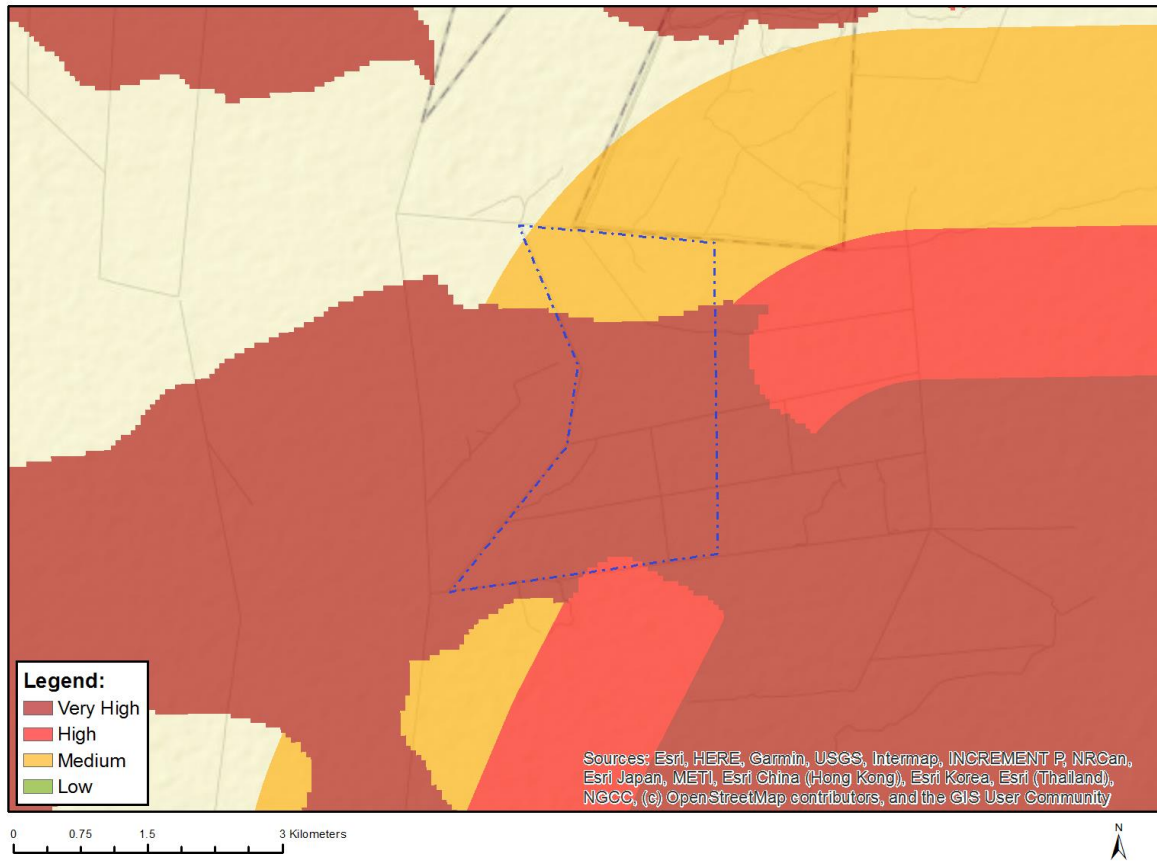 Legend:
Very High
High
Medium
Low
Sources: Esri, HERE, Garmin, USGS, Intermap, INCREMENT P, NRCan,
Esri Japan, METI, Esri China (Hong Kong), Esri Korea, Esri (Thailand),
NGCC, (c) OpenStreetMap contributors, and the GIS User Community
0 0.75 1.5 3 Kilometers
N